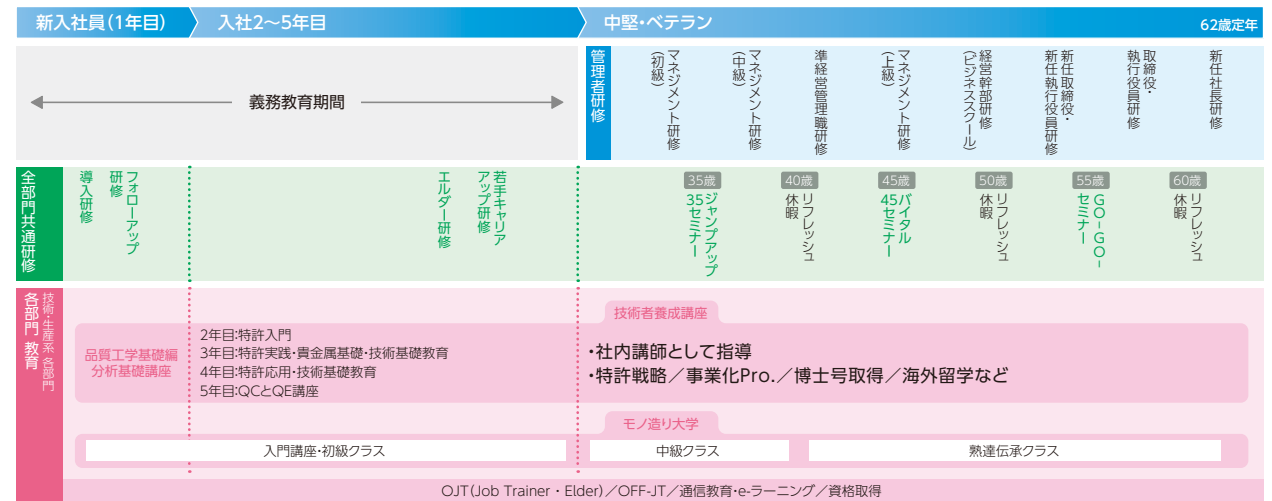 新入社員（1年目）
入社2～5年目
中堅・ベテラン
62歳定年
義務教育期間
管理者研修
マネジメント研修
（初級）
マネジメント研修
（中級）
準経営管理職研修
マネジメント研修
（上級）
経営幹部研修
（ビジネススクール）
新任取締役・
新任執行役員研修
取締役・
執行役員研修
新任社長研修
全部門共通研修
導入研修
フォローアップ
研修
エルダー研修
若手キャリア
アップ研修
35歳
ジャンプアップ
35セミナー
40歳
リフレッシュ
休暇
45歳
バイタル
45セミナー
50歳
リフレッシュ
休暇
55歳
GO-GO-
セミナー
60歳
リフレッシュ
休暇
技術・生産系 各部門
各部門 教育
技術者養成講座
品質工学基礎編
分析基礎講座
2年目:特許入門
3年目:特許実践・貴金属基礎・技術基礎教育
4年目:特許応用・技術基礎教育
5年目:QCとQE講座
・社内講師として指導
・特許戦略／事業化Pro.／博士号取得／海外留学など
モノ造り大学
入門講座・初級クラス
中級クラス
熟達伝承クラス
OJT（Job Trainer・Elder）／OFF-JT／通信教育・e-ラーニング／資格取得